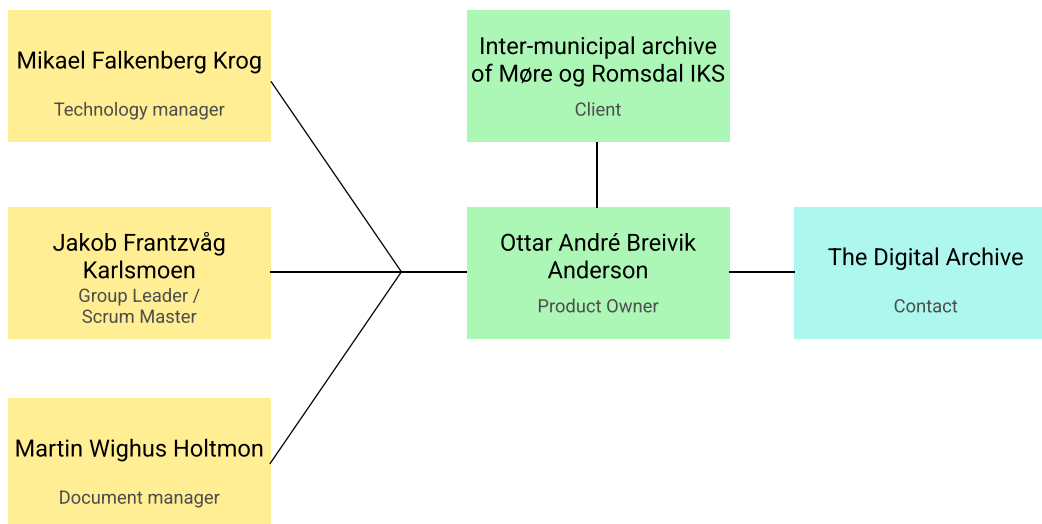 Mikael Falkenberg Krog
Technology manager
Inter-municipal archive
of Møre og Romsdal IKS
Client
Jakob Frantzvåg
Karlsmoen
Group Leader /
Scrum Master
Ottar André Breivik
Anderson
Product Owner
The Digital Archive
Contact
Martin Wighus Holtmon
Document manager